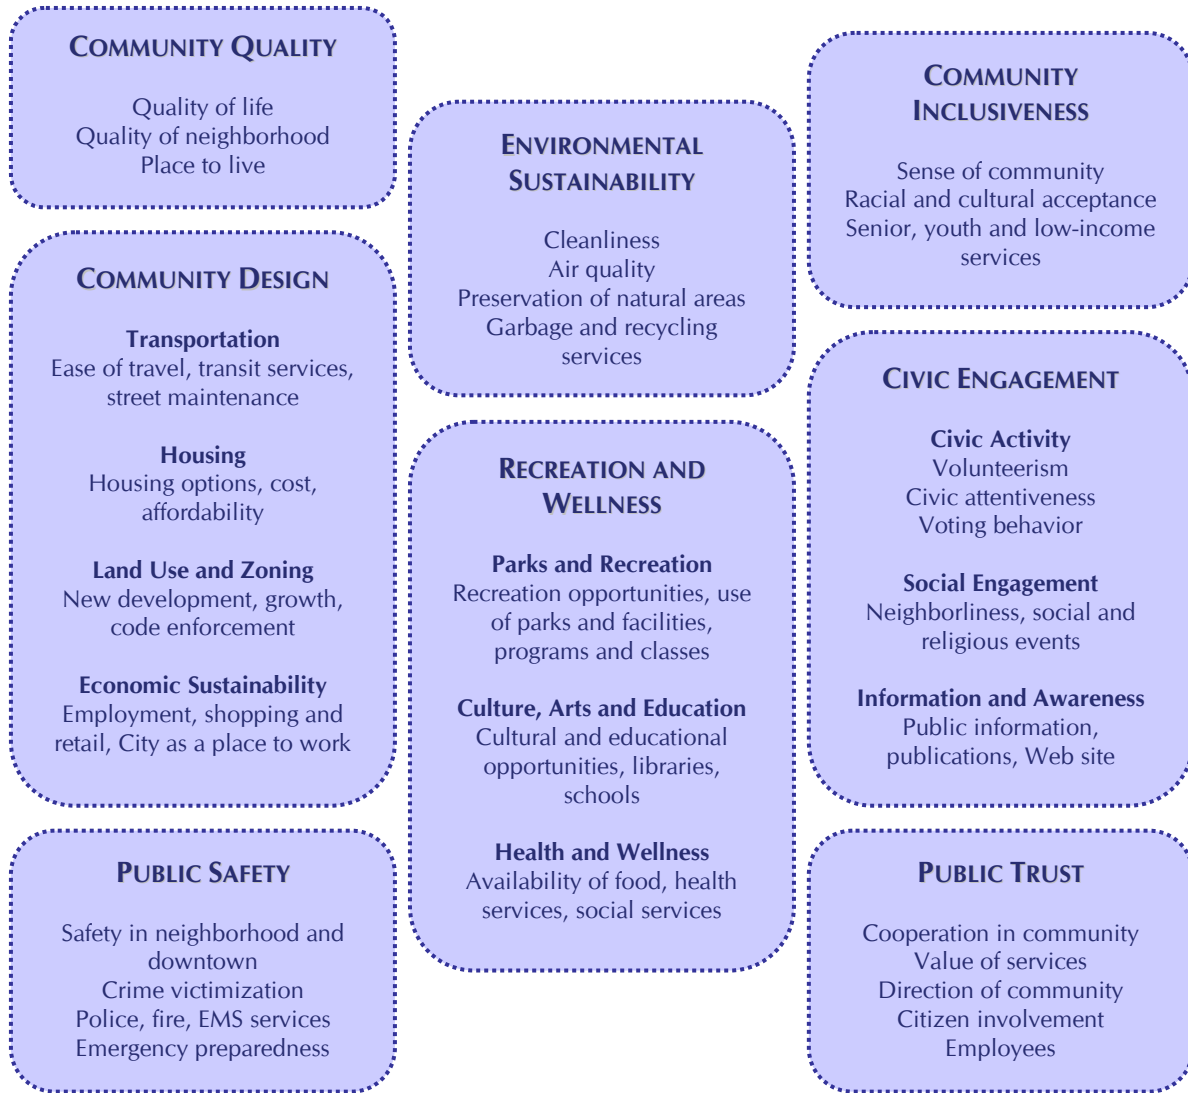 COMMUNITY QUALITY
Quality of life
Quality of neighborhood
Place to live
COMMUNITY DESIGN
Transportation
Ease of travel, transit services,
street maintenance
Housing
Housing options, cost,
affordability
Land Use and Zoning
New development, growth,
code enforcement
Economic Sustainability
Employment, shopping and
retail, City as a place to work
PUBLIC SAFETY
Safety in neighborhood and
downtown
Crime victimization
Police, fire, EMS services
Emergency preparedness
ENVIRONMENTAL
SUSTAINABILITY
Cleanliness
Air quality
Preservation of natural areas
Garbage and recycling
services
RECREATION AND
WELLNESS
Parks and Recreation
Recreation opportunities, use
of parks and facilities,
programs and classes
Culture, Arts and Education
Cultural and educational
opportunities, libraries,
schools
Health and Wellness
Availability of food, health
services, social services
COMMUNITY
INCLUSIVENESS
Sense of community
Racial and cultural acceptance
Senior, youth and low-income
services
CIVIC ENGAGEMENT
Civic Activity
Volunteerism
Civic attentiveness
Voting behavior
Social Engagement
Neighborliness, social and
religious events
Information and Awareness
Public information,
publications, Web site
PUBLIC TRUST
Cooperation in community
Value of services
Direction of community
Citizen involvement
Employees